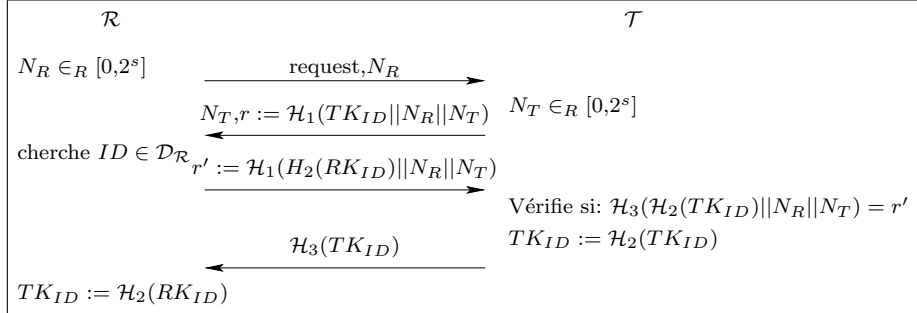 R T
N_R ∈_R [0,2^s]
request,N_R
N_T ∈_R [0,2^s]
N_T,r := H_1(TK_ID||N_R||N_T)
cherche ID ∈ D_R
r' := H_1(H_2(RK_ID)||N_R||N_T)
Vérifie si: H_3(H_2(TK_ID)||N_R||N_T) = r'
TK_ID := H_2(TK_ID)
H_3(TK_ID)
TK_ID := H_2(RK_ID)